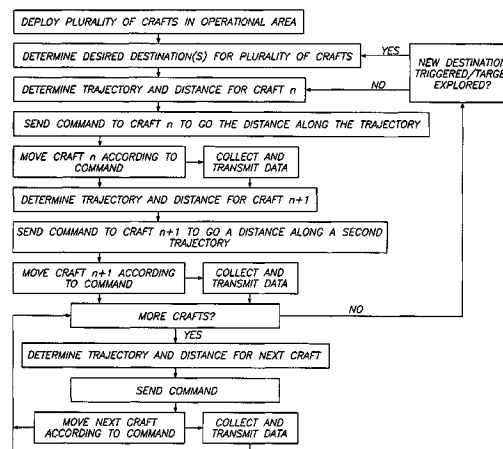 DEPLOY PLURALITY OF CRAFTS IN OPERATIONAL AREA
DETERMINE DESIRED DESTINATION(S) FOR PLURALITY OF CRAFTS
YES
NEW DESTINATION
TRIGGERED/TARGET
EXPLORED?
NO
DETERMINE TRAJECTORY AND DISTANCE FOR CRAFT n
SEND COMMAND TO CRAFT n TO GO THE DISTANCE ALONG THE TRAJECTORY
MOVE CRAFT n ACCORDING TO
COMMAND
COLLECT AND
TRANSMIT DATA
DETERMINE TRAJECTORY AND DISTANCE FOR CRAFT n+1
SEND COMMAND TO CRAFT n+1 TO GO A DISTANCE ALONG A SECOND
TRAJECTORY
MOVE CRAFT n+1 ACCORDING
TO COMMAND
COLLECT AND
TRANSMIT DATA
MORE CRAFTS?
NO
YES
DETERMINE TRAJECTORY AND DISTANCE FOR NEXT CRAFT
SEND COMMAND
MOVE NEXT CRAFT
ACCORDING TO COMMAND
COLLECT AND
TRANSMIT DATA